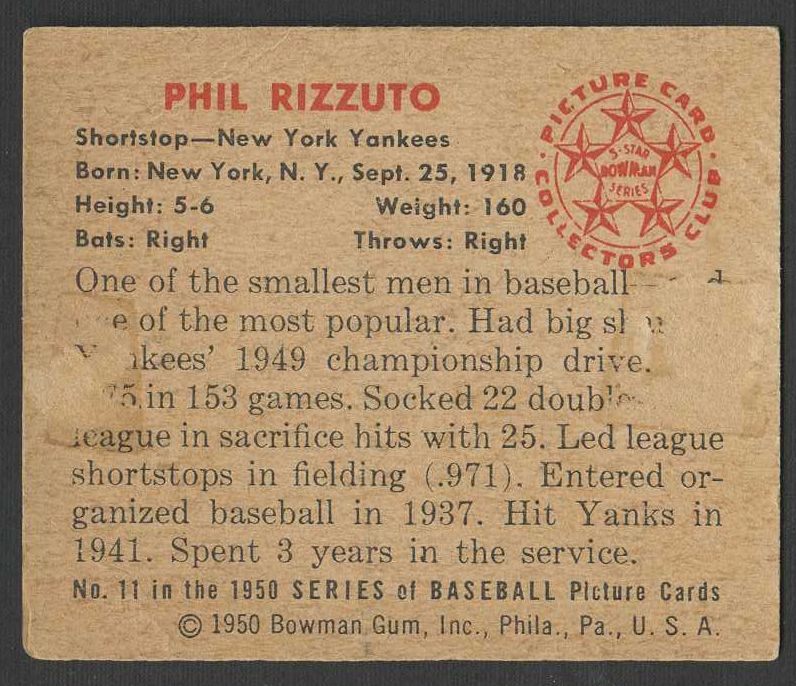 PHIL RIZZUTO
Shortstop—New York Yankees
Born: New York, N. Y., Sept. 25, 1918
Height: 5-6 Weight: 160
Bats: Right Throws: Right
PICTURE CARD COLLECTORS CLUB
5-STAR
BOWMAN
SERIES
One of the smallest men in baseball—
of the most popular. Had big
Yankees' 1949 championship drive.
in 153 games. Socked 22 doubles
league in sacrifice hits with 25. Led league
shortstops in fielding (.971). Entered or-
ganized baseball in 1937. Hit Yanks in
1941. Spent 3 years in the service.
No. 11 in the 1950 SERIES of BASEBALL Picture Cards
© 1950 Bowman Gum, Inc., Phila., Pa., U. S. A.